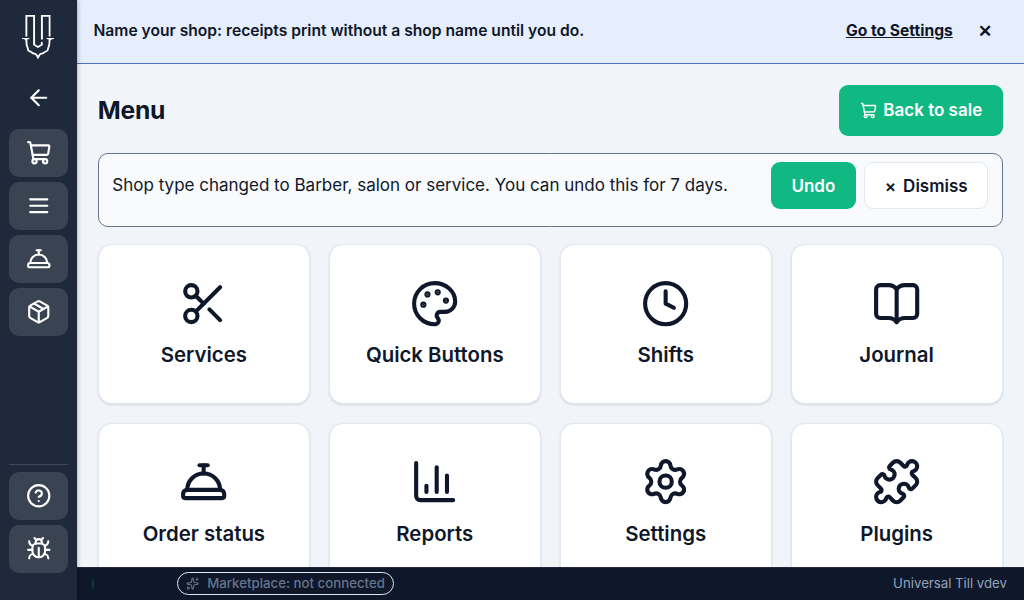 Name your shop: receipts print without a shop name until you do.
Go to Settings
Menu
Back to sale
Shop type changed to Barber, salon or service. You can undo this for 7 days.
Undo
× Dismiss
Services
Quick Buttons
Shifts
Journal
Order status
Reports
Settings
Plugins
Marketplace: not connected
Universal Till vdev